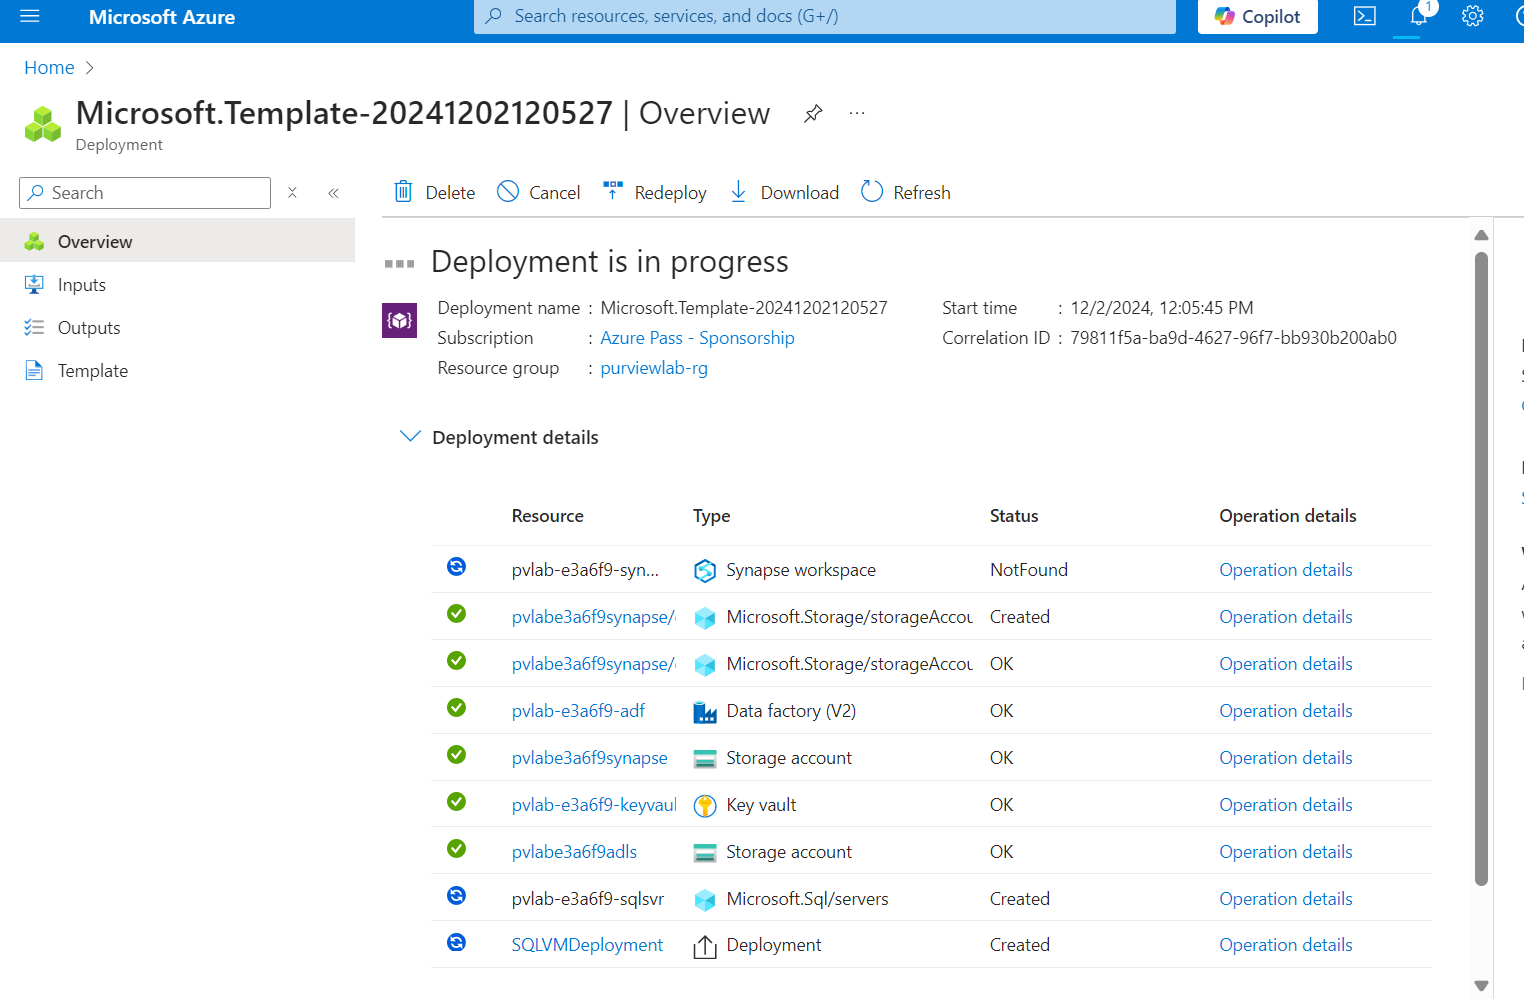 Microsoft Azure
Search resources, services, and docs (G+/)
Copilot
1
Home
Microsoft.Template-20241202120527 | Overview
...
Deployment
Search
Delete
Cancel
Redeploy
Download
Refresh
Overview
Inputs
Outputs
Template
Deployment is in progress
Deployment name : Microsoft.Template-20241202120527
Subscription : Azure Pass - Sponsorship
Resource group : purviewlab-rg
Start time : 12/2/2024, 12:05:45 PM
Correlation ID : 79811f5a-ba9d-4627-96f7-bb930b200ab0
Deployment details
Resource Type Status Operation details
pvlab-e3a6f9-syn... Synapse workspace NotFound Operation details
pvlabe3a6f9synapse/ Microsoft.Storage/storageAccou Created Operation details
pvlabe3a6f9synapse/ Microsoft.Storage/storageAccou OK Operation details
pvlab-e3a6f9-adf Data factory (V2) OK Operation details
pvlabe3a6f9synapse Storage account OK Operation details
pvlab-e3a6f9-keyvaul Key vault OK Operation details
pvlabe3a6f9adls Storage account OK Operation details
pvlab-e3a6f9-sqlsvr Microsoft.Sql/servers Created Operation details
SQLVMDeployment Deployment Created Operation details